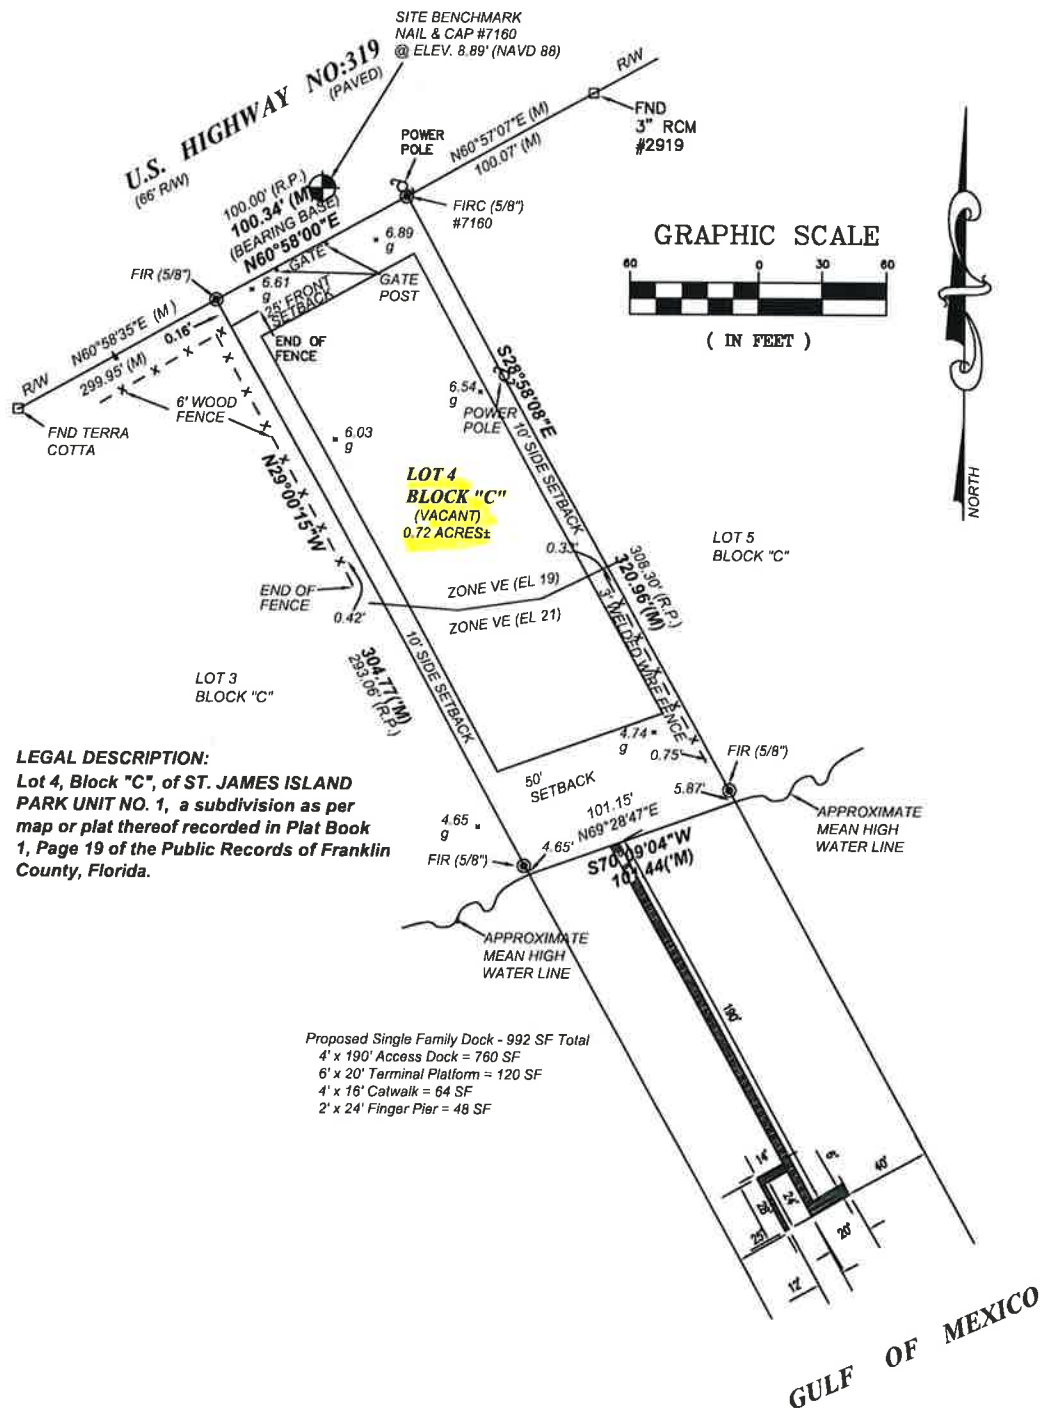 SITE BENCHMARK
NAIL & CAP #7160
@ ELEV. 8.89' (NAVD 88)
U.S. HIGHWAY NO:319
(PAVED)
(66' R/W)
R/W
FND
3" RCM
#2919
N60°57'07"E (M)
100.07' (M)
POWER
POLE
FIRC (5/8")
#7160
100.00' (R.P.)
100.34' (M)
(BEARING BASE)
N60°58'00"E
GATE
6.89
g
GATE
POST
FIR (5/8")
6.61
g
25' FRONT
SETBACK
END OF
FENCE
N60°58'35"E (M)
0.16'
299.95' (M)
R/W
6' WOOD
FENCE
FND TERRA
COTTA
GRAPHIC SCALE
60 0 30 60
( IN FEET )
NORTH
S28°58'08"E
6.54
g
POWER
POLE
10' SIDE SETBACK
6.03
g
N29°00'15"W
LOT 4
BLOCK "C"
(VACANT)
0.72 ACRES±
LOT 5
BLOCK "C"
0.33'
308.30' (R.P.)
320.96'(M)
3' WELDED WIRE FENCE
ZONE VE (EL 19)
ZONE VE (EL 21)
END OF
FENCE
0.42'
10' SIDE SETBACK
304.77('M)
293.06' (R.P.)
LOT 3
BLOCK "C"
LEGAL DESCRIPTION:
Lot 4, Block "C", of ST. JAMES ISLAND
PARK UNIT NO. 1, a subdivision as per
map or plat thereof recorded in Plat Book
1, Page 19 of the Public Records of Franklin
County, Florida.
4.74
g
0.75'
FIR (5/8")
50'
SETBACK
5.87'
101.15'
N69°28'47"E
4.65
g
4.65'
FIR (5/8")
S70°09'04"W
101.44('M)
APPROXIMATE
MEAN HIGH
WATER LINE
APPROXIMATE
MEAN HIGH
WATER LINE
190'
Proposed Single Family Dock - 992 SF Total
4' x 190' Access Dock = 760 SF
6' x 20' Terminal Platform = 120 SF
4' x 16' Catwalk = 64 SF
2' x 24' Finger Pier = 48 SF
14'
24'
25'
40'
20'
12'
GULF OF MEXICO